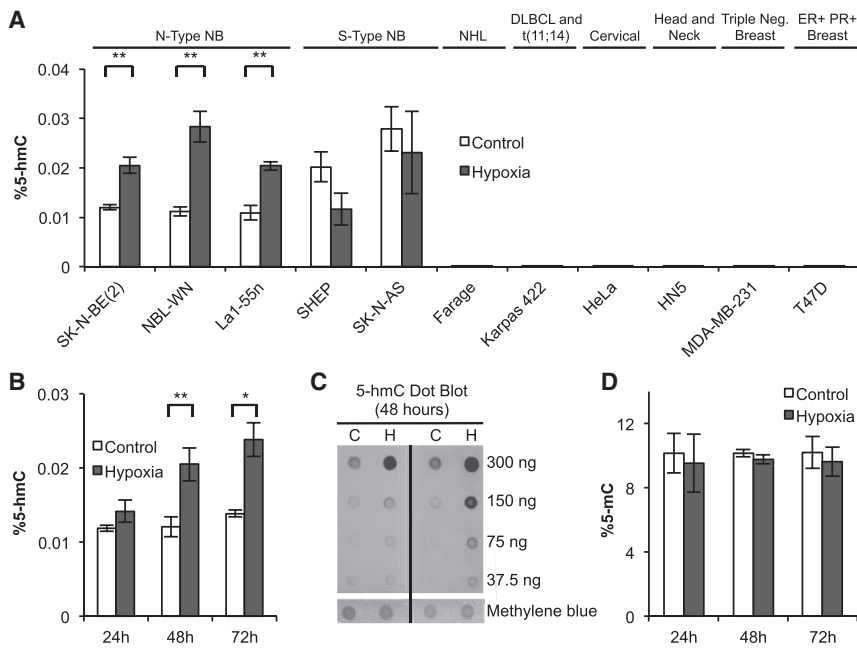 A
N-Type NB
S-Type NB
NHL
DLBCL and
t(11;14)
Cervical
Head and
Neck
Triple Neg.
Breast
ER+ PR+
Breast
** ** **
%5-hmC
0.04
0.03
0.02
0.01
0
Control
Hypoxia
SK-N-BE(2)
NBL-WN
La1-55n
SHEP
SK-N-AS
Farage
Karpas 422
HeLa
HN5
MDA-MB-231
T47D
B
%5-hmC
0.03
0.02
0.01
0
** *
Control
Hypoxia
24h 48h 72h
C
5-hmC Dot Blot
(48 hours)
C H C H
300 ng
150 ng
75 ng
37.5 ng
Methylene blue
D
%5-mC
12
8
4
0
Control
Hypoxia
24h 48h 72h